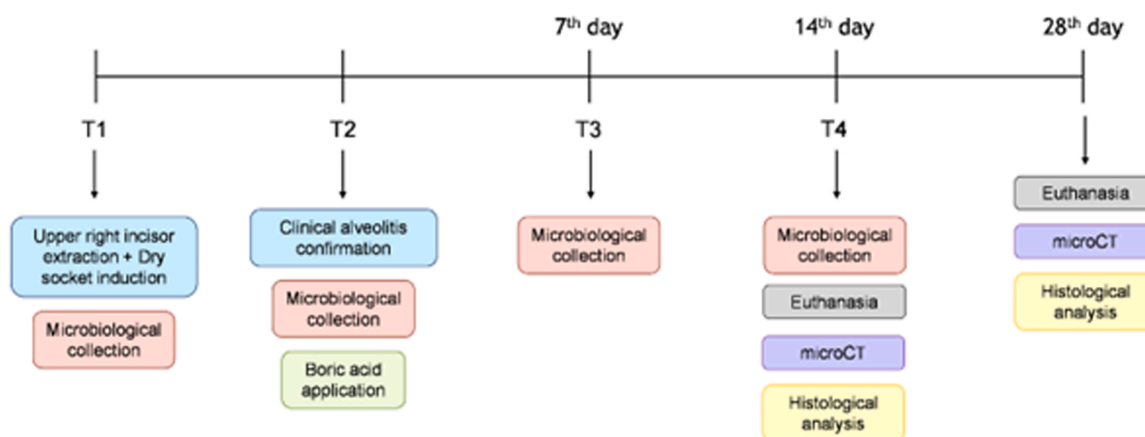 7th day
14th day
28th day
T1
T2
T3
T4
Upper right incisor
extraction + Dry
socket induction
Microbiological
collection
Clinical alveolitis
confirmation
Microbiological
collection
Boric acid
application
Microbiological
collection
Microbiological
collection
Euthanasia
microCT
Histological
analysis
Euthanasia
microCT
Histological
analysis